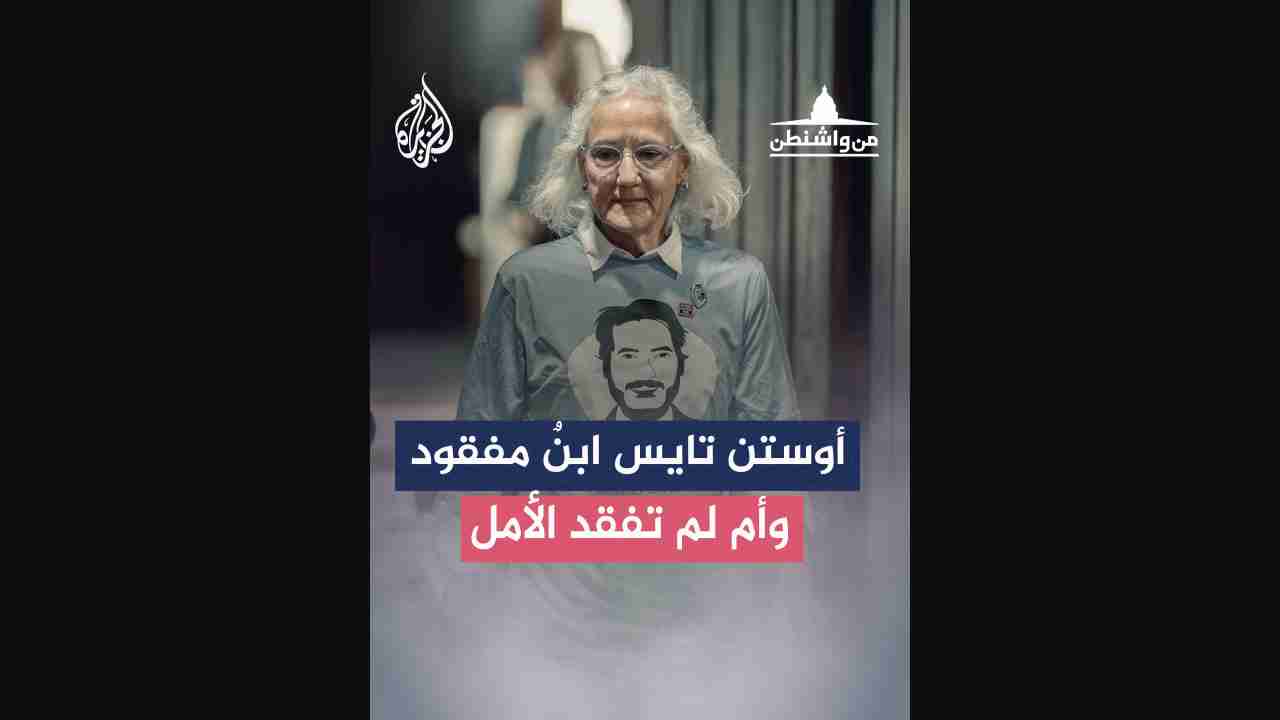 الجزيرة
من واشنطن
أوستن تايس ابنٌ مفقود
وأم لم تفقد الأمل